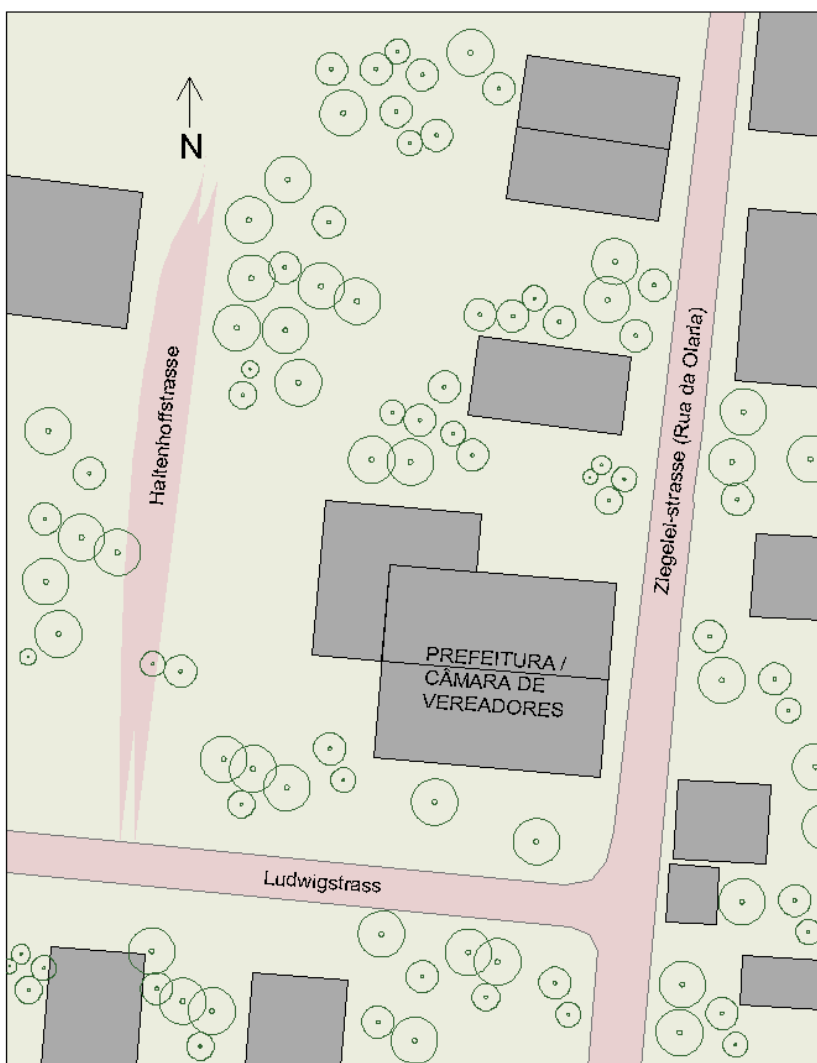 N
Haltenhoffstrasse
Ziegelei-strasse (Rua da Olaria)
PREFEITURA /
CÂMARA DE
VEREADORES
Ludwigstrass